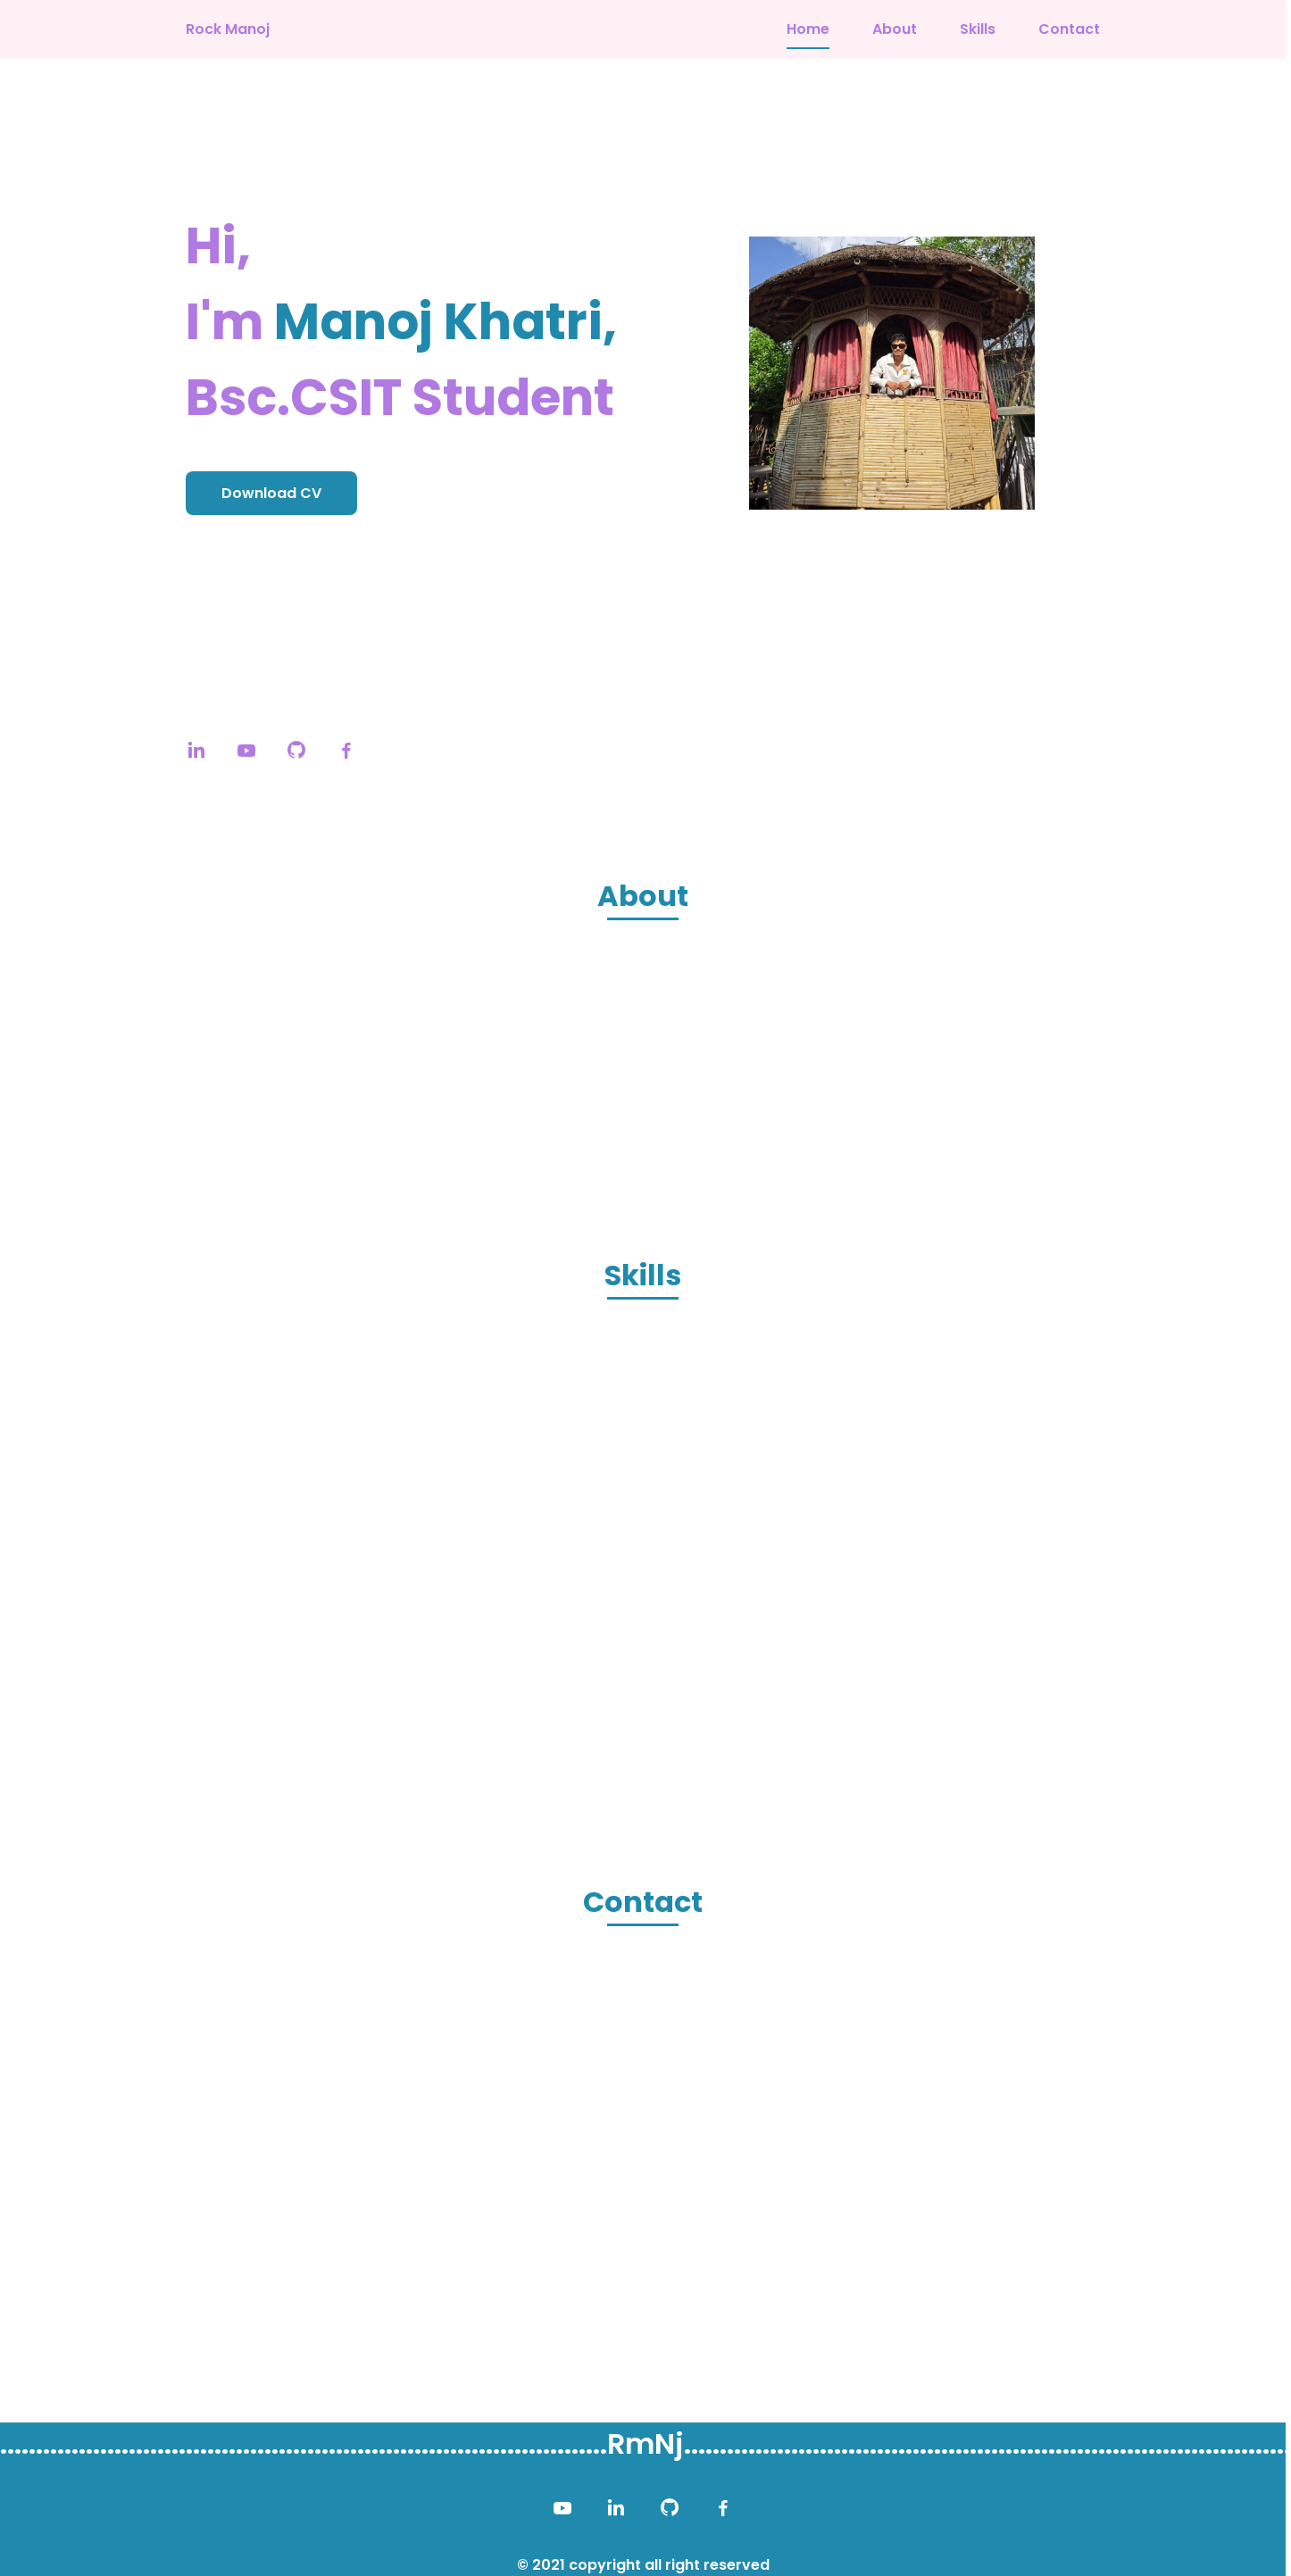 Rock Manoj
Home About Skills Contact
Hi,
I'm Manoj Khatri,
Bsc.CSIT Student
Download CV
About
Skills
Contact
.....................................................................................RmNj.....................................................................................
© 2021 copyright all right reserved